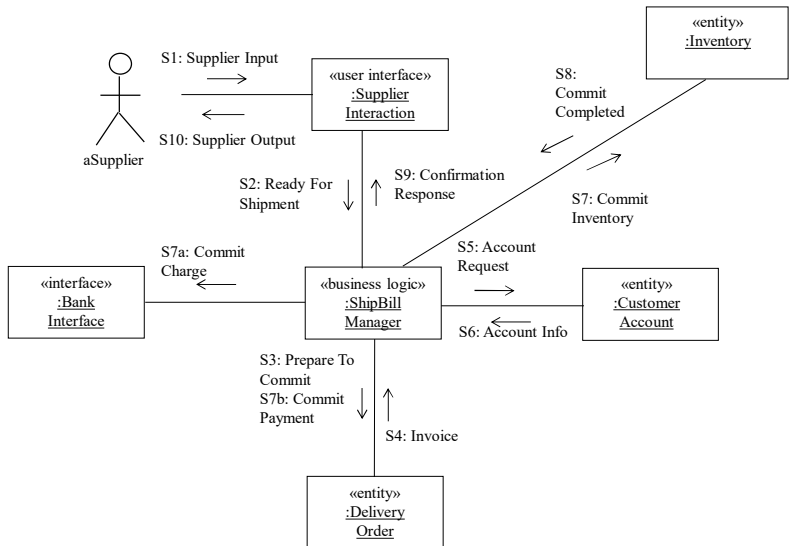 «entity»
:Inventory
S1: Supplier Input
«user interface»
:Supplier
Interaction
S8:
Commit
Completed
S10: Supplier Output
aSupplier
S2: Ready For
Shipment
S9: Confirmation
Response
S7: Commit
Inventory
S7a: Commit
Charge
S5: Account
Request
«interface»
:Bank
Interface
«business logic»
:ShipBill
Manager
«entity»
:Customer
Account
S6: Account Info
S3: Prepare To
Commit
S7b: Commit
Payment
S4: Invoice
«entity»
:Delivery
Order